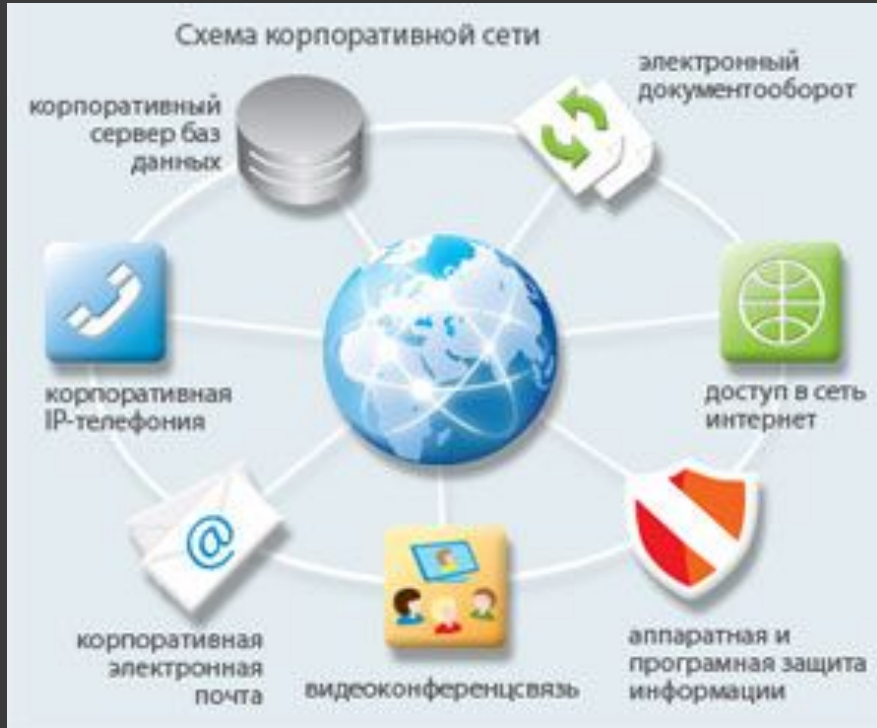 Схема корпоративной сети
корпоративный
сервер баз
данных
электронный
документооборот
корпоративная
IP-телефония
доступ в сеть
интернет
@
корпоративная
электронная
почта
видеоконференцсвязь
аппаратная и
програмная защита
информации